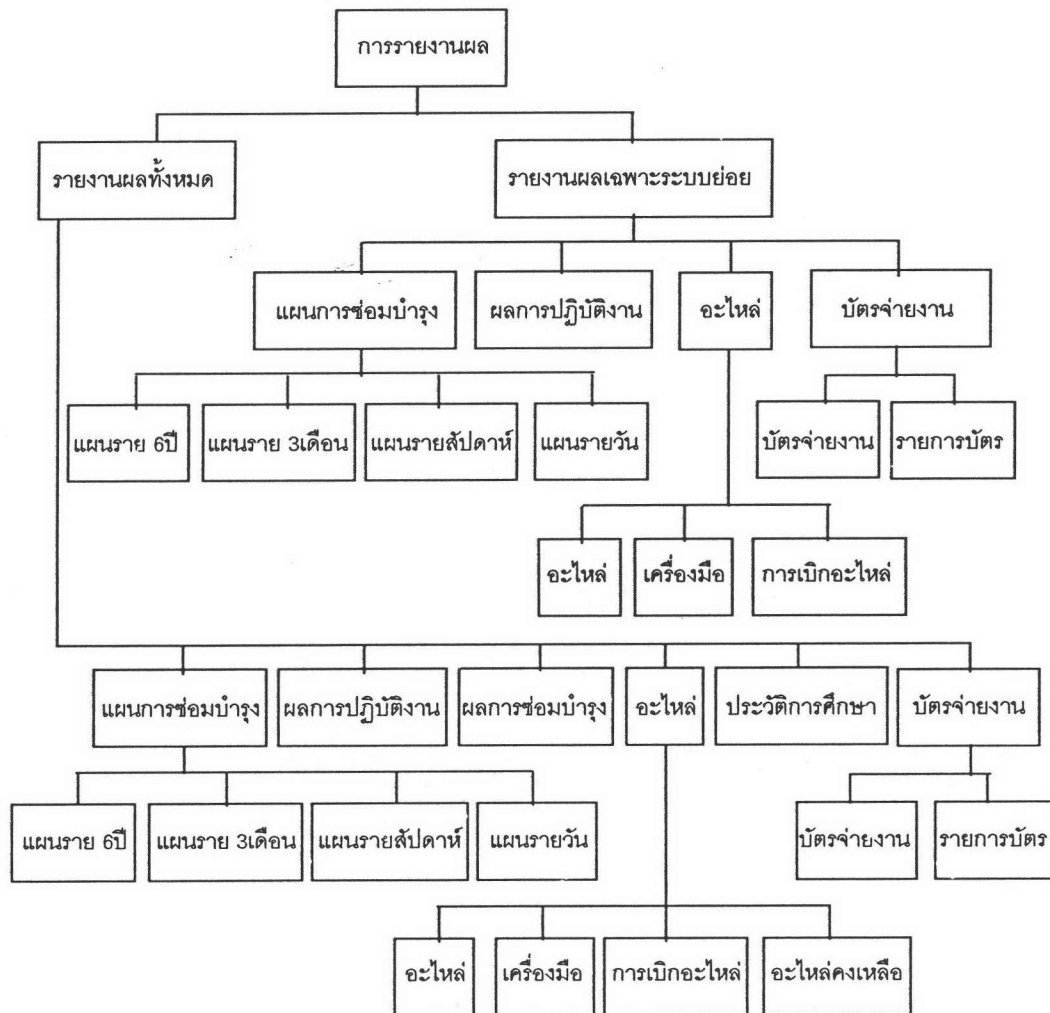 การรายงานผล
รายงานผลทั้งหมด
รายงานผลเฉพาะระบบย่อย
แผนการซ่อมบำรุง
ผลการปฏิบัติงาน
อะไหล่
บัตรจ่ายงาน
แผนราย 6ปี
แผนราย 3เดือน
แผนรายสัปดาห์
แผนรายวัน
บัตรจ่ายงาน
รายการบัตร
อะไหล่
เครื่องมือ
การเบิกอะไหล่
แผนการซ่อมบำรุง
ผลการปฏิบัติงาน
ผลการซ่อมบำรุง
อะไหล่
ประวัติการศึกษา
บัตรจ่ายงาน
แผนราย 6ปี
แผนราย 3เดือน
แผนรายสัปดาห์
แผนรายวัน
บัตรจ่ายงาน
รายการบัตร
อะไหล่
เครื่องมือ
การเบิกอะไหล่
อะไหล่คงเหลือ